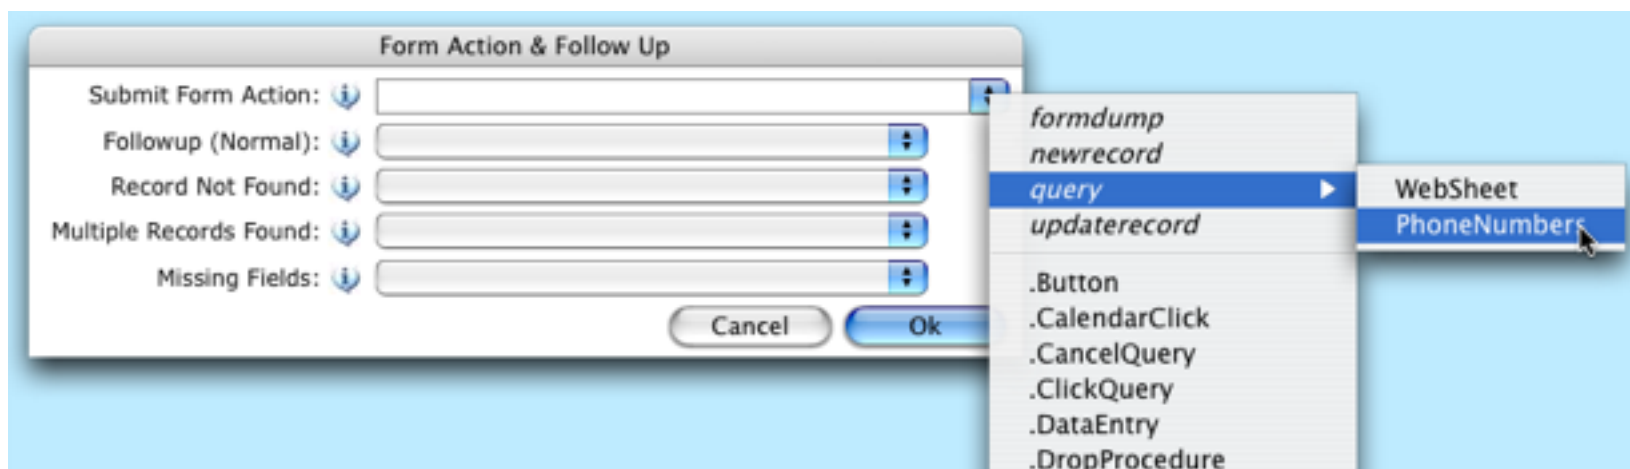 Form Action & Follow Up
Submit Form Action:
Followup (Normal):
Record Not Found:
Multiple Records Found:
Missing Fields:
Cancel
Ok
formdump
newrecord
query
updaterecord
.Button
.CalendarClick
.CancelQuery
.ClickQuery
.DataEntry
.DropProcedure
WebSheet
PhoneNumbers